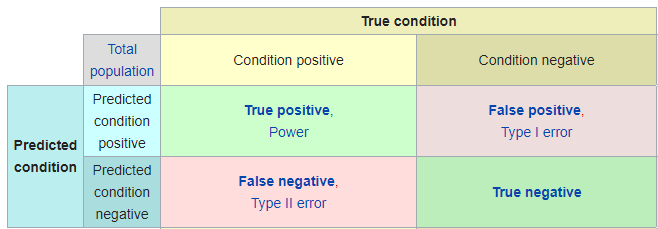 True condition
Total
population
Condition positive
Condition negative
Predicted
condition
Predicted
condition
positive
True positive,
Power
False positive,
Type I error
Predicted
condition
negative
False negative,
Type II error
True negative